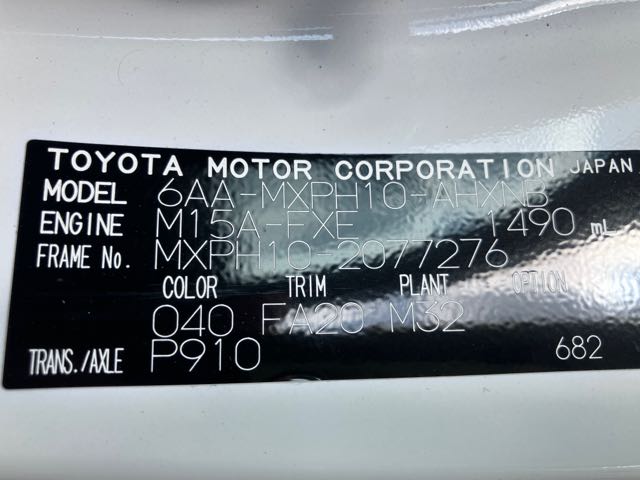 TOYOTA MOTOR CORPORATION JAPAN
MODEL 6AA-MXPH10-AHXNB
ENGINE M15A-FXE 1490 mL
FRAME No. MXPH10-2077276
COLOR TRIM PLANT OPTION
040 FA20 M32
TRANS./AXLE P910 682